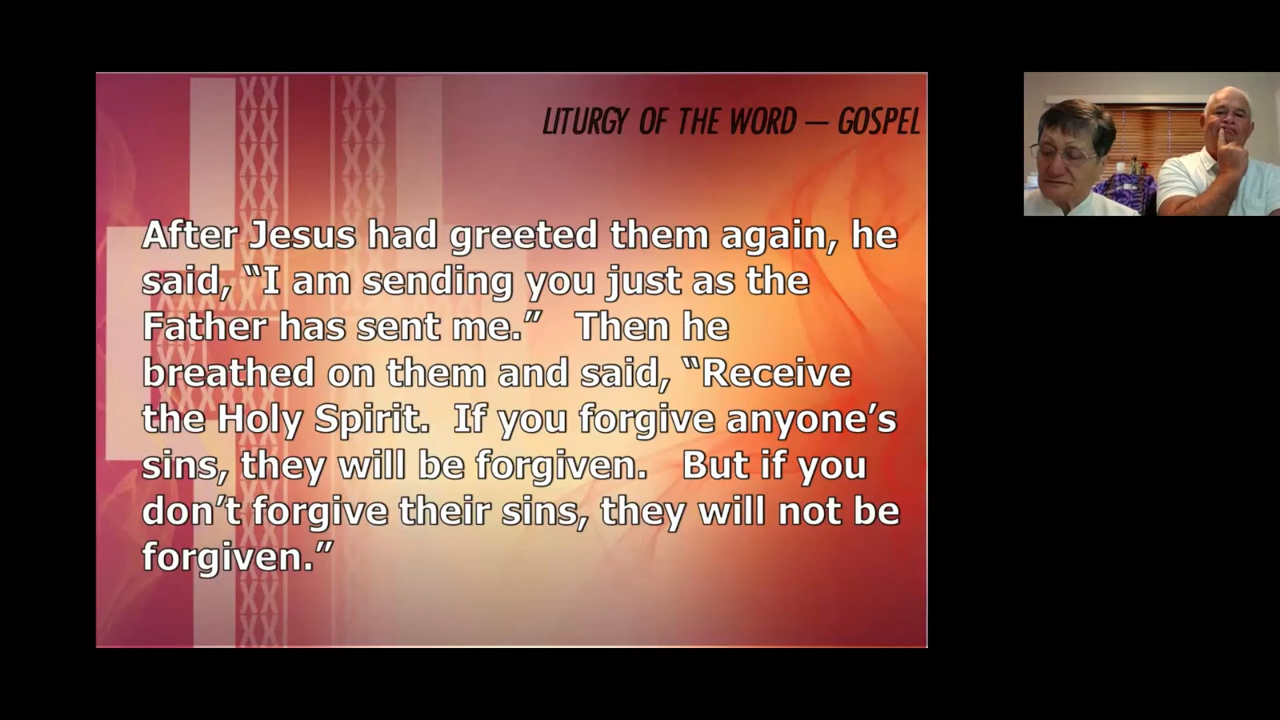 LITURGY OF THE WORD – GOSPEL
After Jesus had greeted them again, he
said, “I am sending you just as the
Father has sent me.”   Then he
breathed on them and said, “Receive
the Holy Spirit.  If you forgive anyone’s
sins, they will be forgiven.   But if you
don’t forgive their sins, they will not be
forgiven.”